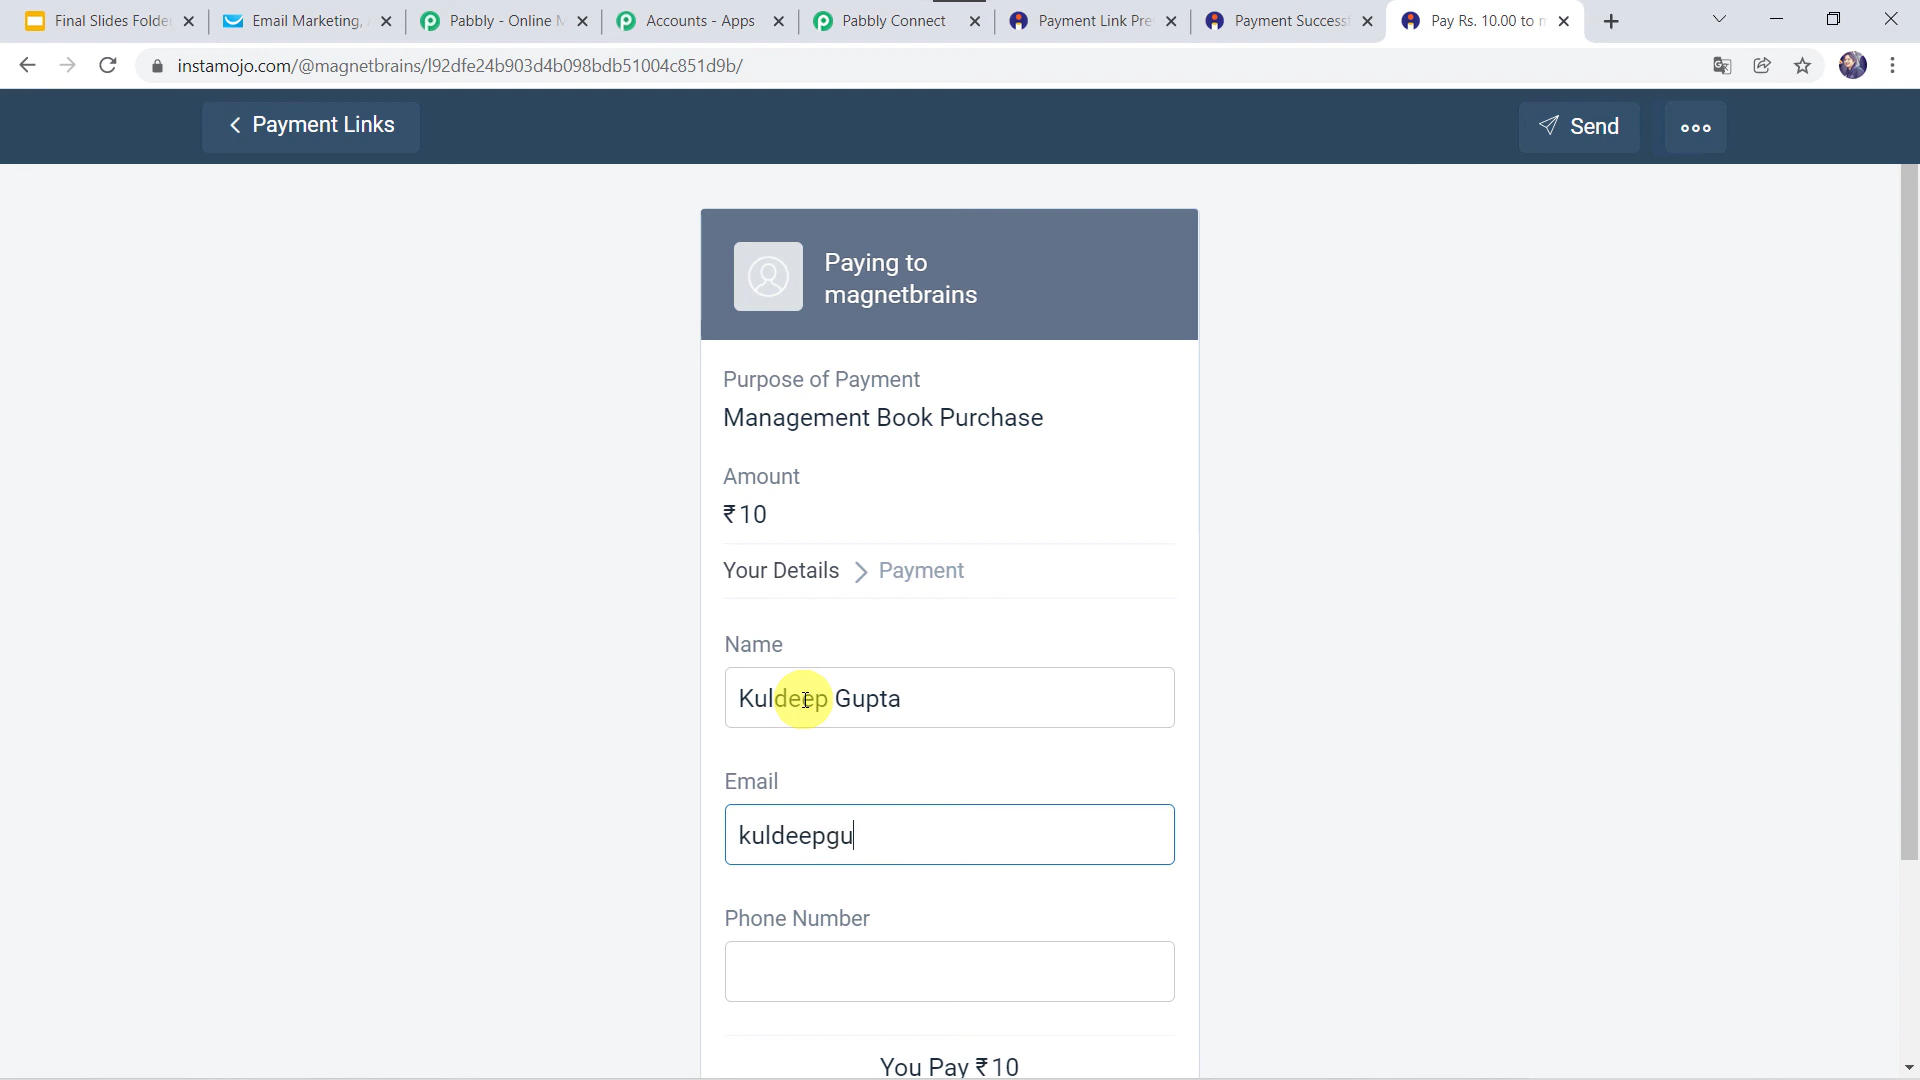 Final Slides Folde
Email Marketing,
Pabbly - Online M
Accounts - Apps
Pabbly Connect
Payment Link Pre
Payment Success
Pay Rs. 10.00 to m
instamojo.com/@magnetbrains/l92dfe24b903d4b098bdb51004c851d9b/
Payment Links
Send
Paying to
magnetbrains
Purpose of Payment
Management Book Purchase
Amount
₹10
Your Details
Payment
Name
Kuldeep Gupta
Email
kuldeepgu
Phone Number
You Pay ₹10